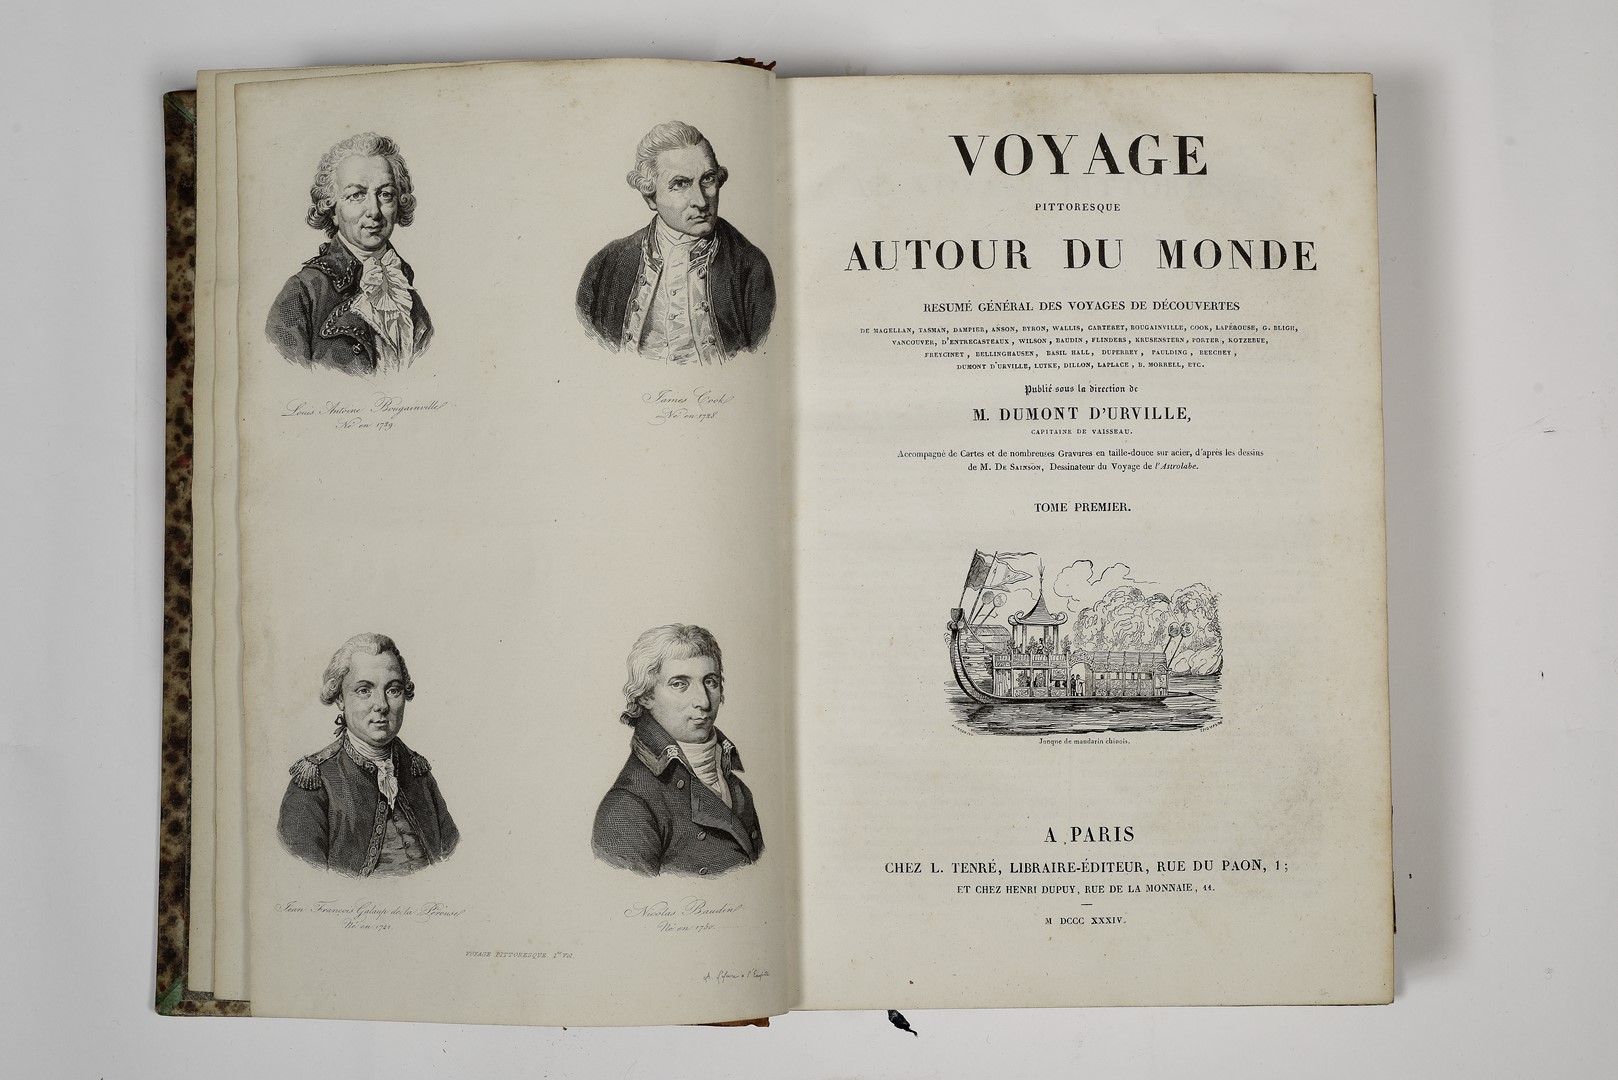 Louis Antoine Bougainville
Né en 1729.
James Cook
Né en 1728.
Jean François Galaup de la Pérouse
Né en 1741.
Nicolas Baudin
Né en 1750.
VOYAGE PITTORESQUE. 1er Vol.
VOYAGE
PITTORESQUE
AUTOUR DU MONDE
RESUMÉ GÉNÉRAL DES VOYAGES DE DÉCOUVERTES
DE MAGELLAN, TASMAN, DAMPIER, ANSON, BYRON, WALLIS, CARTERET, BOUGAINVILLE, COOK, LAPÉROUSE, G. BLIGH,
VANCOUVER, D'ENTRECASTEAUX, WILSON, BAUDIN, FLINDERS, KRUSENSTERN, PORTER, KOTZEBUE,
FREYCINET, BELLINGHAUSEN, BASIL HALL, DUPERREY, PAULDING, BEECHEY,
DUMONT D'URVILLE, LUTKE, DILLON, LAPLACE, B. MORRELL, ETC.
Publié sous la direction de
M. DUMONT D'URVILLE,
CAPITAINE DE VAISSEAU.
Accompagné de Cartes et de nombreuses Gravures en taille-douce sur acier, d'après les dessins
de M. DE SAINSON, Dessinateur du Voyage de l'Astrolabe.
TOME PREMIER.
Jonque de mandarin chinois.
A PARIS
CHEZ L. TENRÉ, LIBRAIRE-ÉDITEUR, RUE DU PAON, 1;
ET CHEZ HENRI DUPUY, RUE DE LA MONNAIE, 11.
M DCCC XXXIV.